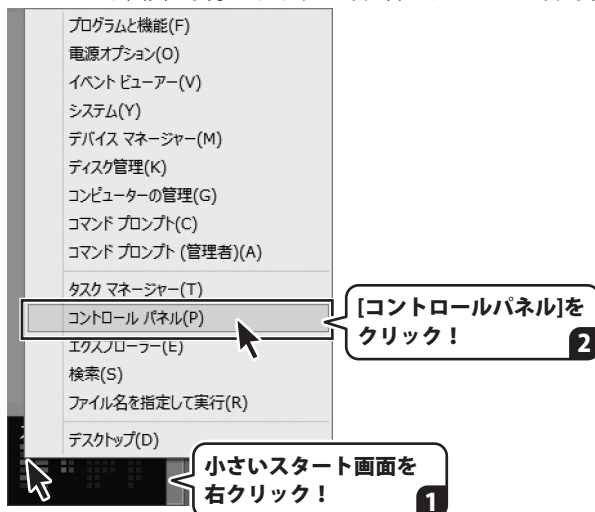 プログラムと機能(F)
電源オプション(O)
イベント ビューアー(V)
システム(Y)
デバイス マネージャー(M)
ディスク管理(K)
コンピューターの管理(G)
コマンド プロンプト(C)
コマンド プロンプト (管理者)(A)
タスク マネージャー(T)
コントロール パネル(P)
エクスプローラー(E)
検索(S)
ファイル名を指定して実行(R)
デスクトップ(D)
[コントロールパネル]を
クリック！
2
小さいスタート画面を
右クリック！
1